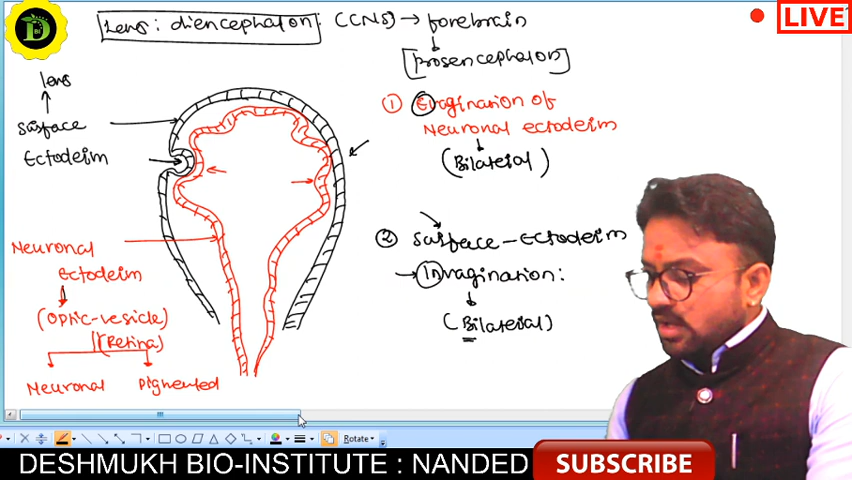 D
Lens: diencephalon: (CNS) → forebrain
[prosencephalon]
LIVE
lens
Surface
Ectoderm
① Evagination of
Neuronal ectoderm
(Bilateral)
② Surface-Ectoderm
→ Invagination:
(Bilateral)
Neuronal
Ectoderm
(Optic-vesicle)
(Retina)
Neuronal Pigmented
Rotate
DESHMUKH BIO-INSTITUTE : NANDED
SUBSCRIBE